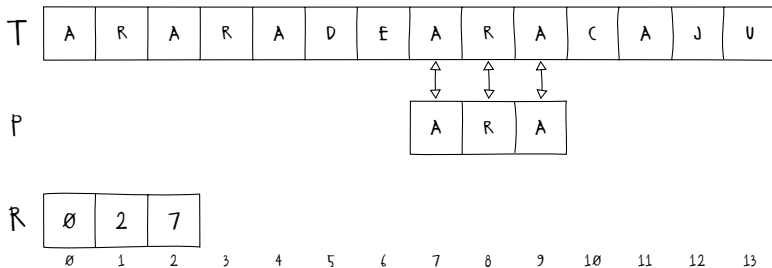 T A R A R A D E A R A C A J U
P A R A
R 0 2 7
0 1 2 3 4 5 6 7 8 9 10 11 12 13